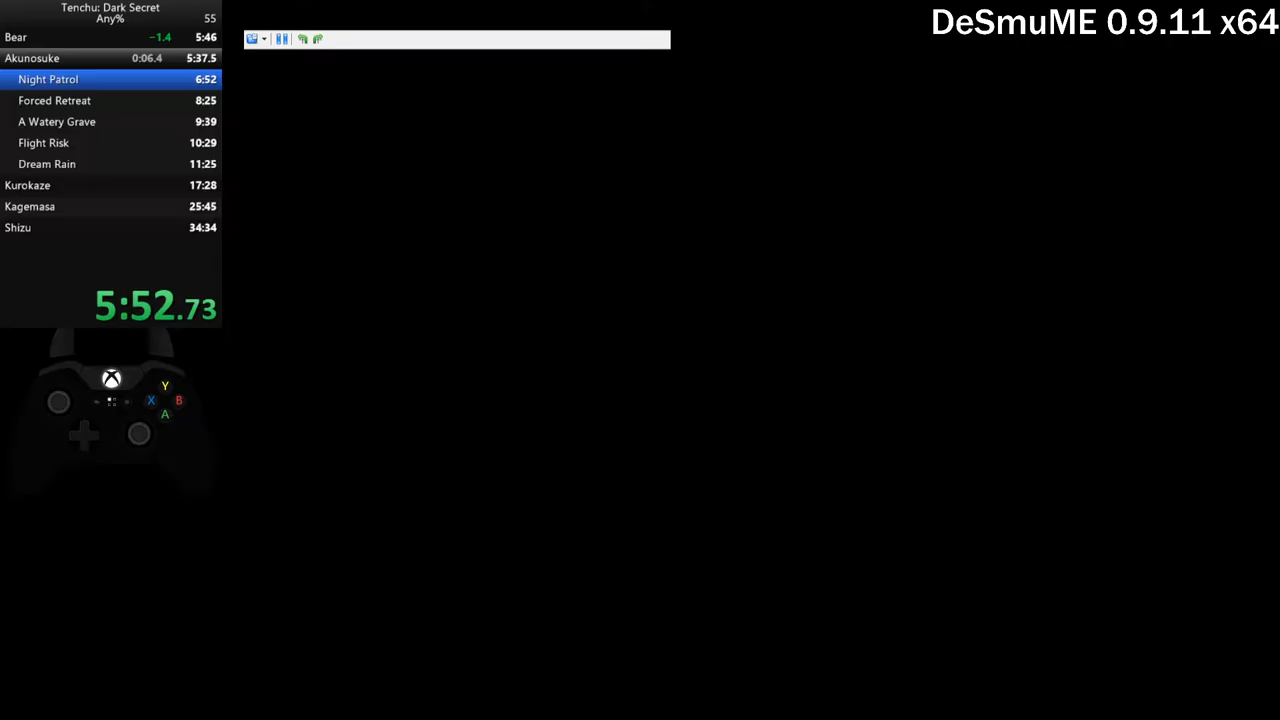 Tenchu: Dark Secret
Any% 55
Bear −1.4 5:46
Akunosuke 0:06.4 5:37.5
Night Patrol 6:52
Forced Retreat 8:25
A Watery Grave 9:39
Flight Risk 10:29
Dream Rain 11:25
Kurokaze 17:28
Kagemasa 25:45
Shizu 34:34
5:52.73
Y
X B
A
DeSmuME 0.9.11 x64